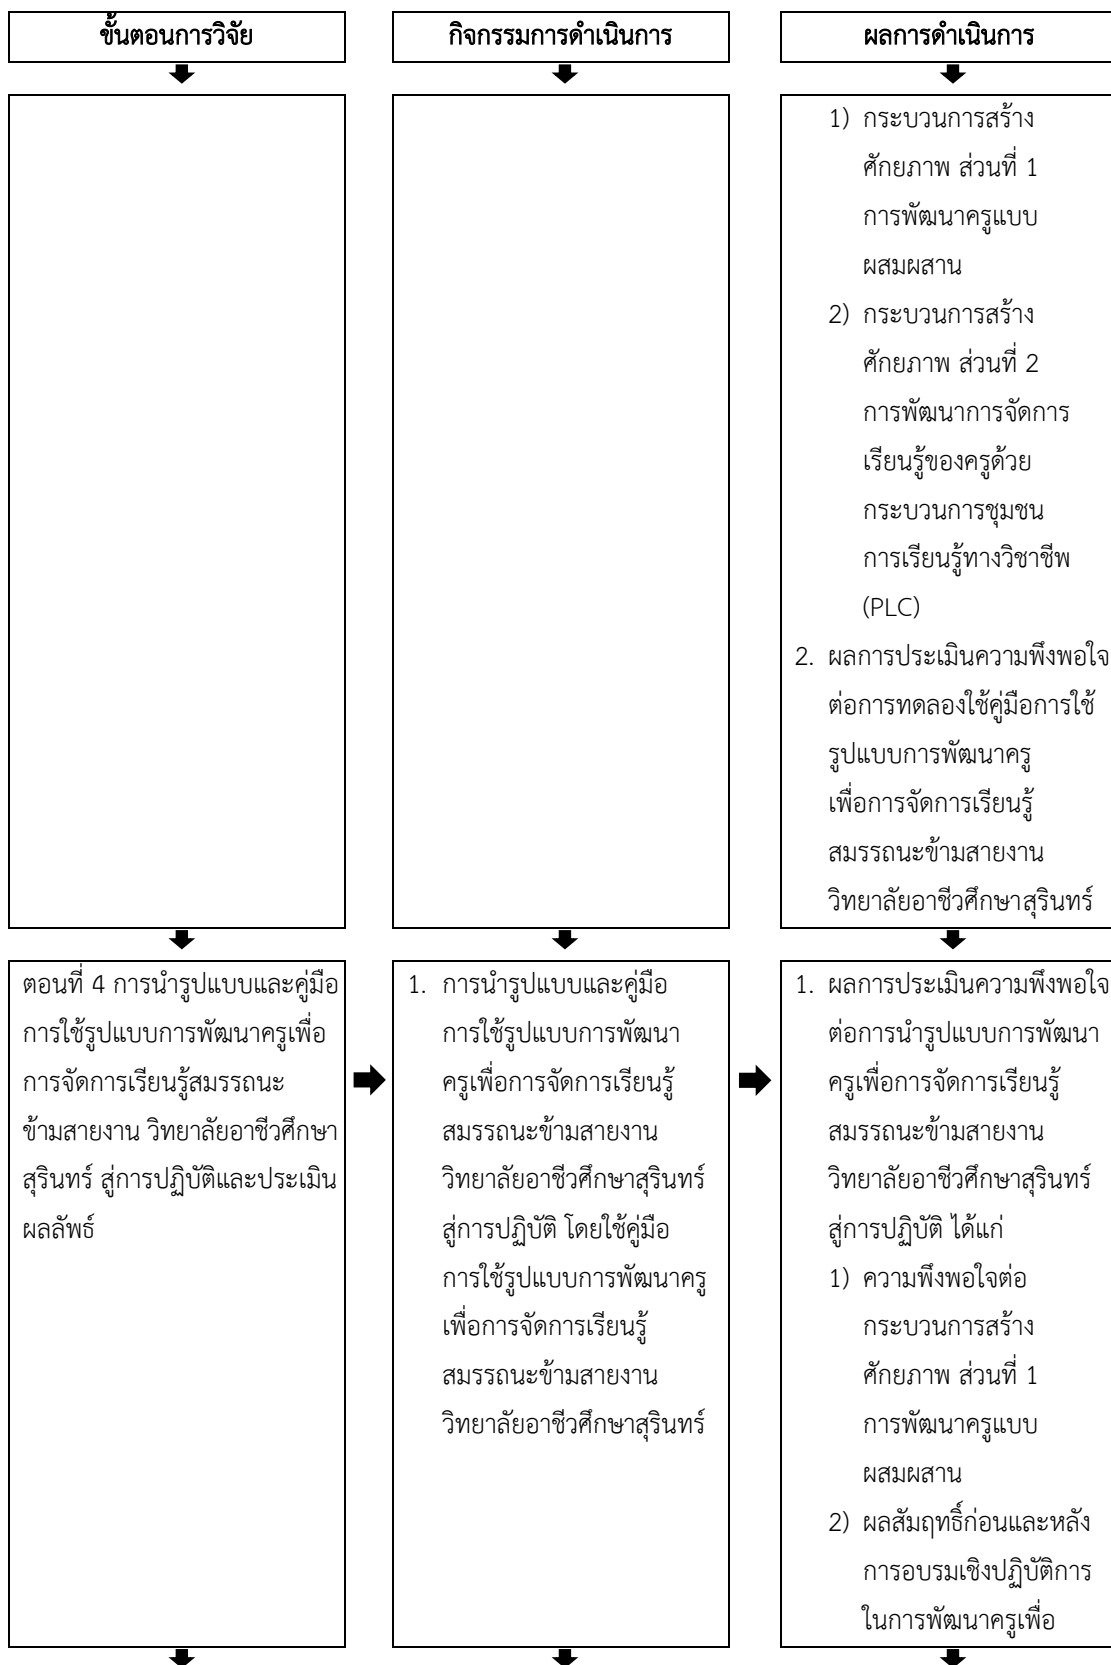 ขั้นตอนการวิจัย
กิจกรรมการดำเนินการ
ผลการดำเนินการ
1) กระบวนการสร้าง
ศักยภาพ ส่วนที่ 1
การพัฒนาครูแบบ
ผสมผสาน
2) กระบวนการสร้าง
ศักยภาพ ส่วนที่ 2
การพัฒนาการจัดการ
เรียนรู้ของครูด้วย
กระบวนการชุมชน
การเรียนรู้ทางวิชาชีพ
(PLC)
2. ผลการประเมินความพึงพอใจ
ต่อการทดลองใช้คู่มือการใช้
รูปแบบการพัฒนาครู
เพื่อการจัดการเรียนรู้
สมรรถนะข้ามสายงาน
วิทยาลัยอาชีวศึกษาสุรินทร์
ตอนที่ 4 การนำรูปแบบและคู่มือ
การใช้รูปแบบการพัฒนาครูเพื่อ
การจัดการเรียนรู้สมรรถนะ
ข้ามสายงาน วิทยาลัยอาชีวศึกษา
สุรินทร์ สู่การปฏิบัติและประเมิน
ผลลัพธ์
1. การนำรูปแบบและคู่มือ
การใช้รูปแบบการพัฒนา
ครูเพื่อการจัดการเรียนรู้
สมรรถนะข้ามสายงาน
วิทยาลัยอาชีวศึกษาสุรินทร์
สู่การปฏิบัติ โดยใช้คู่มือ
การใช้รูปแบบการพัฒนาครู
เพื่อการจัดการเรียนรู้
สมรรถนะข้ามสายงาน
วิทยาลัยอาชีวศึกษาสุรินทร์
1. ผลการประเมินความพึงพอใจ
ต่อการนำรูปแบบการพัฒนา
ครูเพื่อการจัดการเรียนรู้
สมรรถนะข้ามสายงาน
วิทยาลัยอาชีวศึกษาสุรินทร์
สู่การปฏิบัติ ได้แก่
1) ความพึงพอใจต่อ
กระบวนการสร้าง
ศักยภาพ ส่วนที่ 1
การพัฒนาครูแบบ
ผสมผสาน
2) ผลสัมฤทธิ์ก่อนและหลัง
การอบรมเชิงปฏิบัติการ
ในการพัฒนาครูเพื่อ